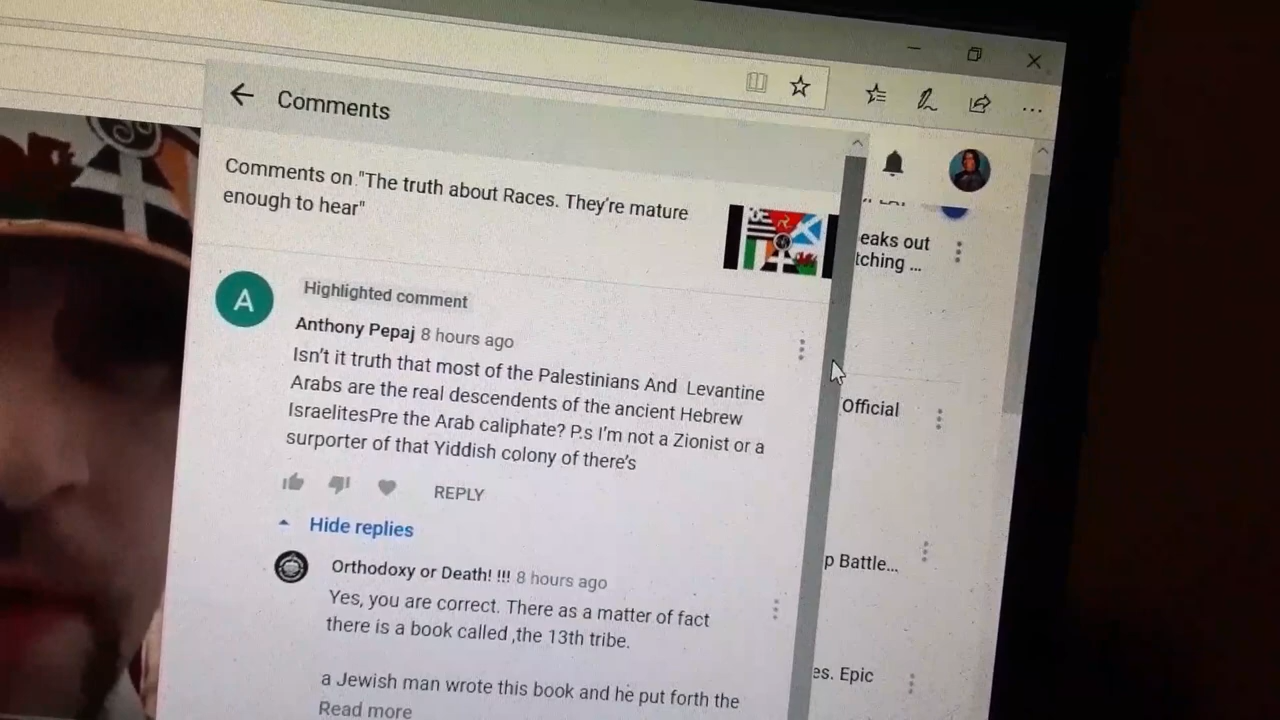 Comments
Comments on "The truth about Races. They're mature
enough to hear"
eaks out
tching ...
Highlighted comment
A
Anthony Pepaj 8 hours ago
Isn't it truth that most of the Palestinians And Levantine
Arabs are the real descendents of the ancient Hebrew
IsraelitesPre the Arab caliphate? P.s I'm not a Zionist or a
surporter of that Yiddish colony of there's
Official
REPLY
Hide replies
p Battle...
Orthodoxy or Death! !!! 8 hours ago
Yes, you are correct. There as a matter of fact
there is a book called ,the 13th tribe.
es. Epic
a Jewish man wrote this book and he put forth the
Read more